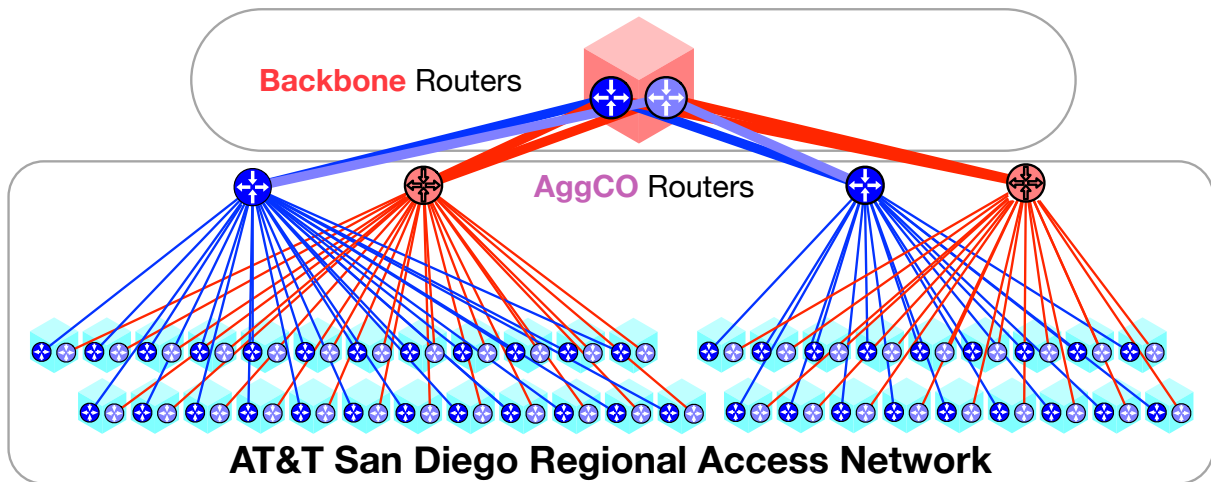 Backbone Routers
AggCO Routers
AT&T San Diego Regional Access Network